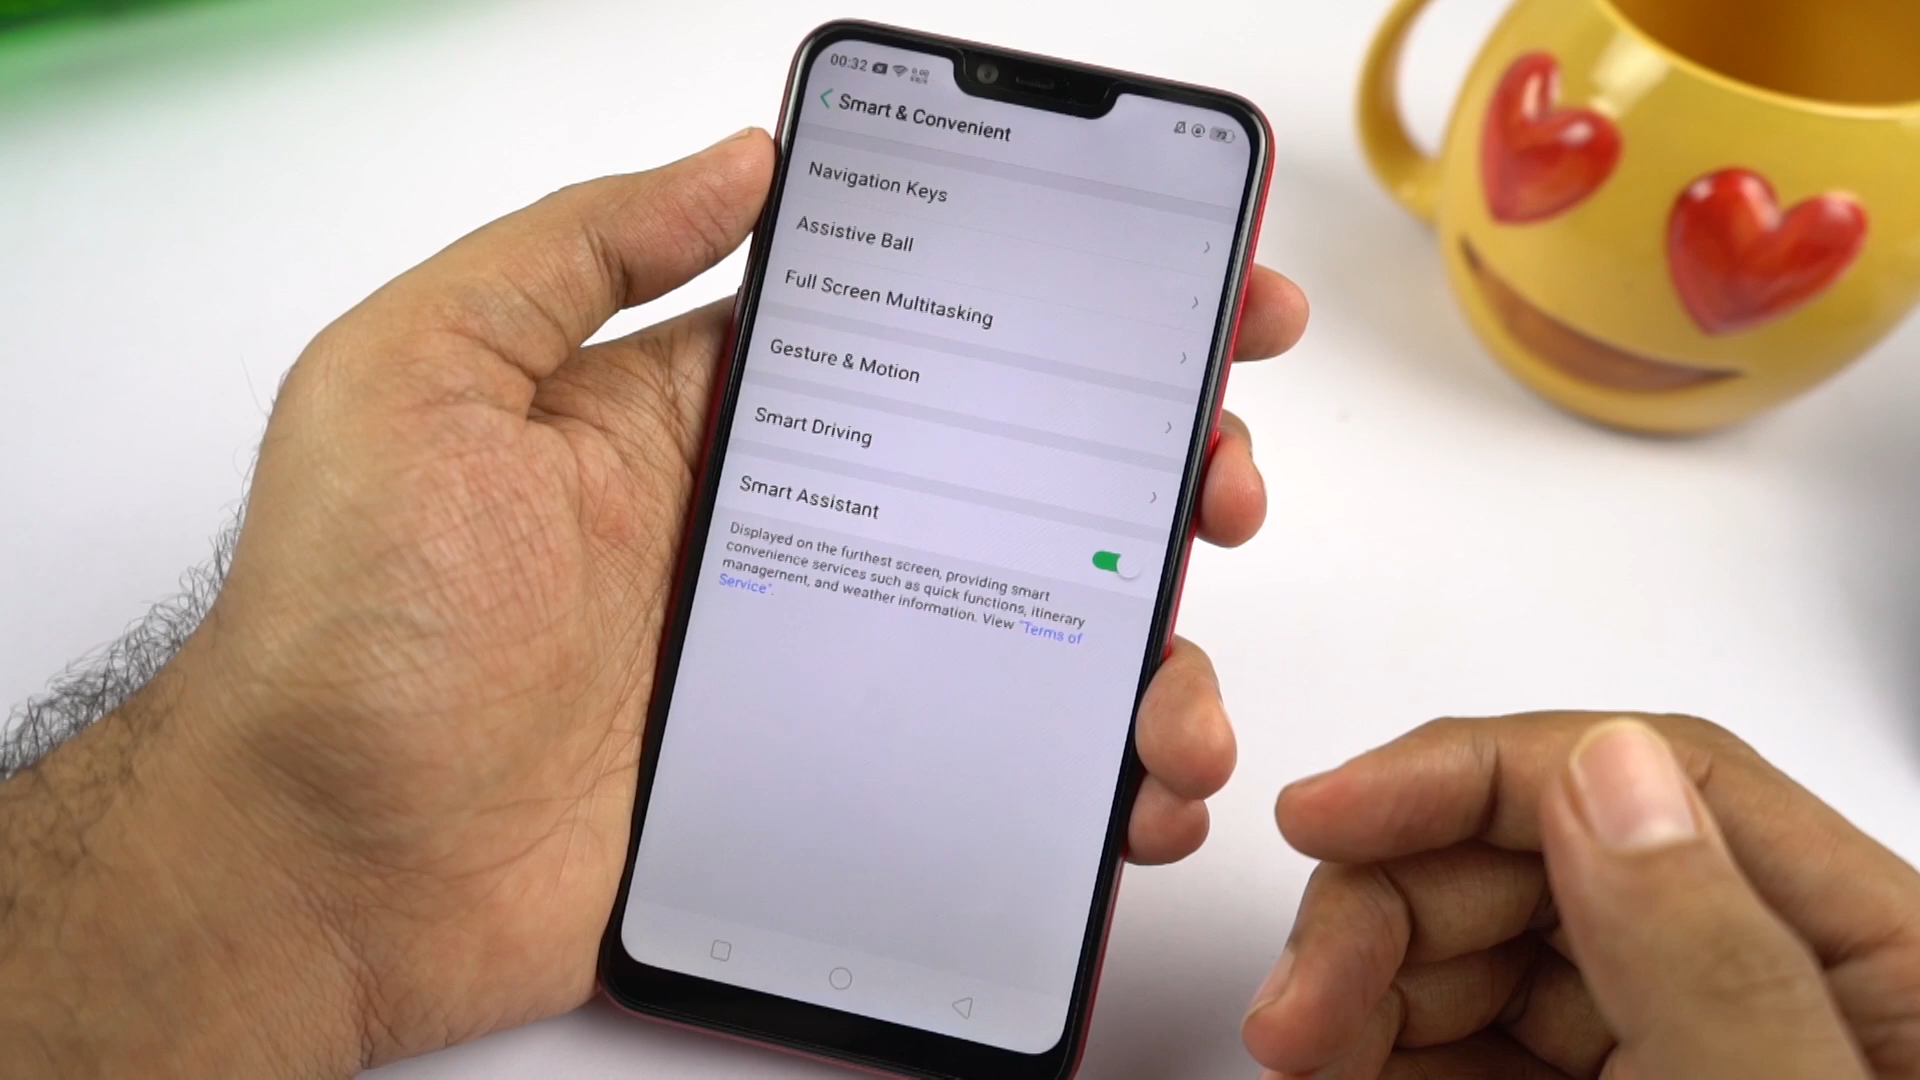 00:32
72
Smart & Convenient
Navigation Keys
Assistive Ball
Full Screen Multitasking
Gesture & Motion
Smart Driving
Smart Assistant
Displayed on the furthest screen, providing smart
convenience services such as quick functions, itinerary
management, and weather information. View "Terms of
Service".